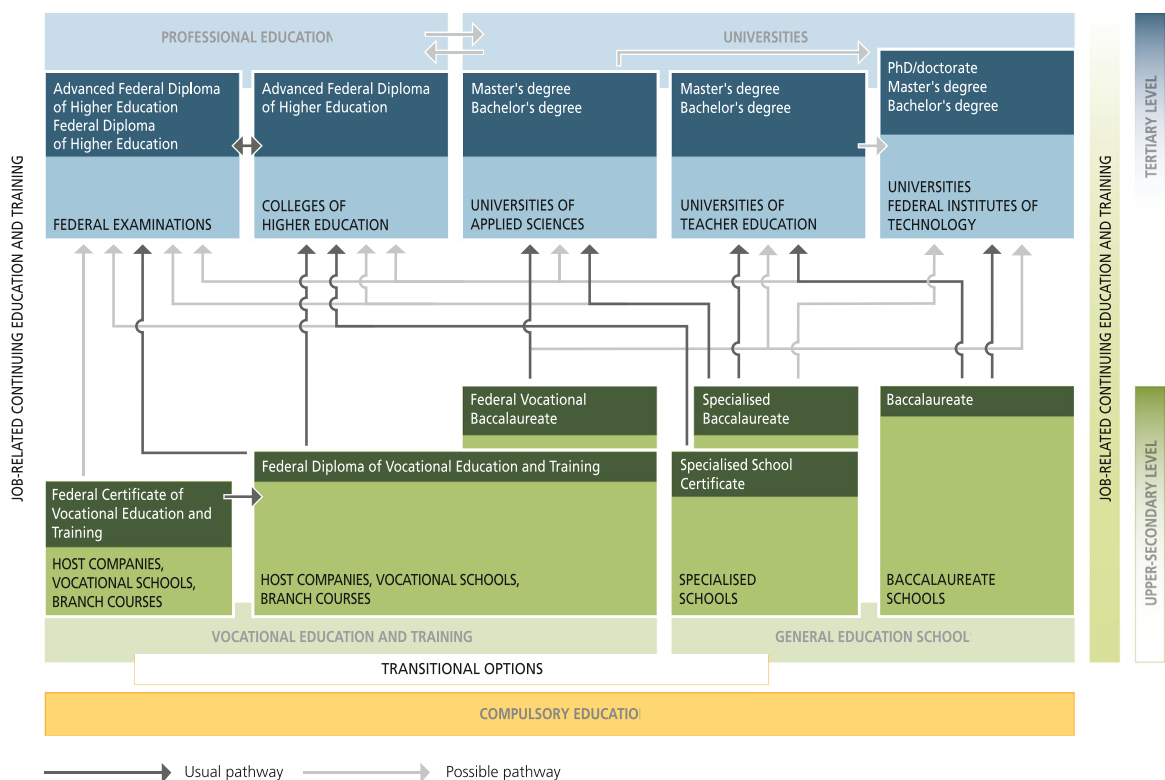 PROFESSIONAL EDUCATION
UNIVERSITIES
Advanced Federal Diploma
of Higher Education
Federal Diploma
of Higher Education
FEDERAL EXAMINATIONS
Advanced Federal Diploma
of Higher Education
COLLEGES OF
HIGHER EDUCATION
Master's degree
Bachelor's degree
UNIVERSITIES OF
APPLIED SCIENCES
Master's degree
Bachelor's degree
UNIVERSITIES OF
TEACHER EDUCATION
PhD/doctorate
Master's degree
Bachelor's degree
UNIVERSITIES
FEDERAL INSTITUTES OF
TECHNOLOGY
JOB-RELATED CONTINUING EDUCATION AND TRAINING
JOB-RELATED CONTINUING EDUCATION AND TRAINING
TERTIARY LEVEL
UPPER-SECONDARY LEVEL
Federal Vocational
Baccalaureate
Specialised
Baccalaureate
Baccalaureate
BACCALAUREATE
SCHOOLS
Federal Diploma of Vocational Education and Training
HOST COMPANIES, VOCATIONAL SCHOOLS,
BRANCH COURSES
Specialised School
Certificate
SPECIALISED
SCHOOLS
Federal Certificate of
Vocational Education and
Training
HOST COMPANIES,
VOCATIONAL SCHOOLS,
BRANCH COURSES
VOCATIONAL EDUCATION AND TRAINING
GENERAL EDUCATION SCHOOL
TRANSITIONAL OPTIONS
COMPULSORY EDUCATIO
Usual pathway
Possible pathway